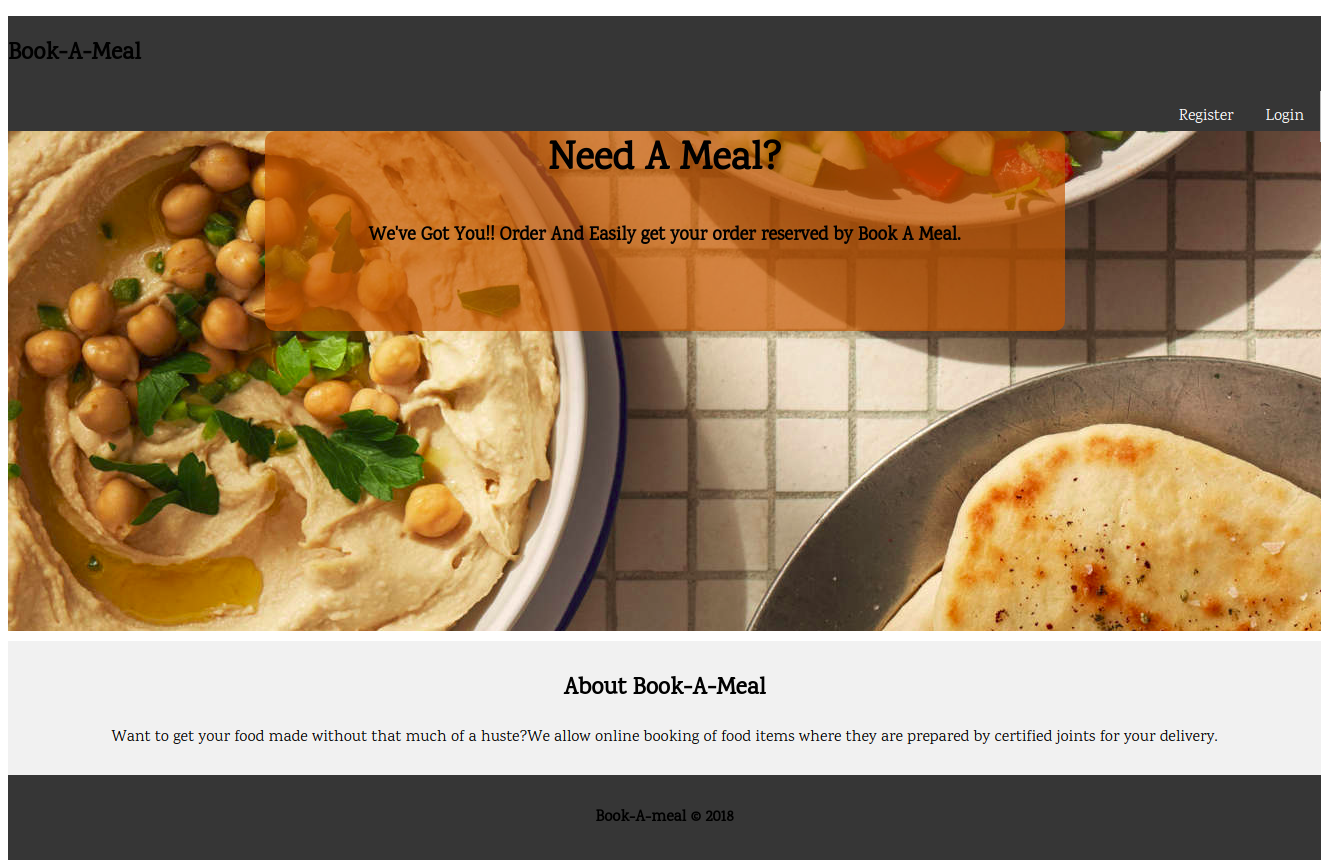 Book-A-Meal
Register Login
Need A Meal?
We've Got You!! Order And Easily get your order reserved by Book A Meal.
About Book-A-Meal
Want to get your food made without that much of a huste?We allow online booking of food items where they are prepared by certified joints for your delivery.
Book-A-meal © 2018